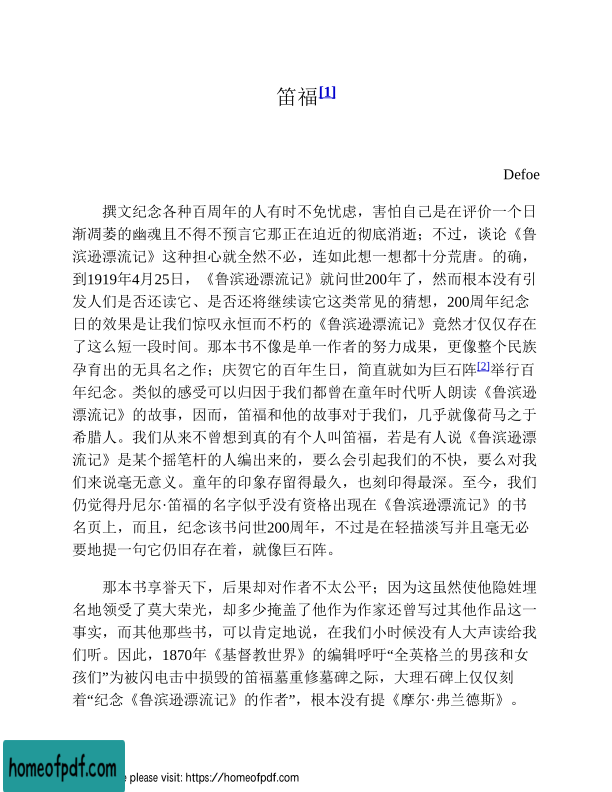 笛福[1]
Defoe
撰文纪念各种百周年的人有时不免忧虑，害怕自己是在评价一个日
渐凋萎的幽魂且不得不预言它那正在迫近的彻底消逝；不过，谈论《鲁
滨逊漂流记》这种担心就全然不必，连如此想一想都十分荒唐。的确，
到1919年4月25日，《鲁滨逊漂流记》就问世200年了，然而根本没有引
发人们是否还读它、是否还将继续读它这类常见的猜想，200周年纪念
日的效果是让我们惊叹永恒而不朽的《鲁滨逊漂流记》竟然才仅仅存在
了这么短一段时间。那本书不像是单一作者的努力成果，更像整个民族
孕育出的无具名之作；庆贺它的百年生日，简直就如为巨石阵[2]举行百
年纪念。类似的感受可以归因于我们都曾在童年时代听人朗读《鲁滨逊
漂流记》的故事，因而，笛福和他的故事对于我们，几乎就像荷马之于
希腊人。我们从来不曾想到真的有个人叫笛福，若是有人说《鲁滨逊漂
流记》是某个摇笔杆的人编出来的，要么会引起我们的不快，要么对我
们来说毫无意义。童年的印象存留得最久，也刻印得最深。至今，我们
仍觉得丹尼尔·笛福的名字似乎没有资格出现在《鲁滨逊漂流记》的书
名页上，而且，纪念该书问世200周年，不过是在轻描淡写并且毫无必
要地提一句它仍旧存在着，就像巨石阵。
那本书享誉天下，后果却对作者不太公平；因为这虽然使他隐姓埋
名地领受了莫大荣光，却多少掩盖了他作为作家还曾写过其他作品这一
事实，而其他那些书，可以肯定地说，在我们小时候没有人大声读给我
们听。因此，1870年《基督教世界》的编辑呼吁“全英格兰的男孩和女
孩们”为被闪电击中损毁的笛福墓重修墓碑之际，大理石碑上仅仅刻
着“纪念《鲁滨逊漂流记》的作者”，根本没有提《摩尔·弗兰德斯》。
homeofpdf.com
e please visit: https://homeofpdf.com